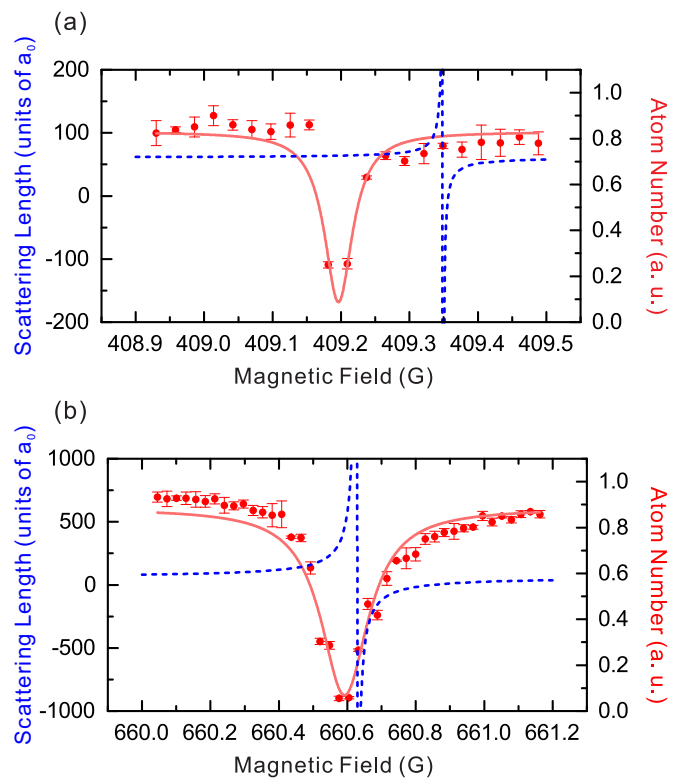 (a)
Scattering Length (units of a0)
200
100
0
-100
-200
1.0
0.8
0.6
0.4
0.2
0.0
Atom Number (a. u.)
408.9 409.0 409.1 409.2 409.3 409.4 409.5
Magnetic Field (G)
(b)
Scattering Length (units of a0)
1000
500
0
-500
-1000
1.0
0.8
0.6
0.4
0.2
0.0
Atom Number (a. u.)
660.0 660.2 660.4 660.6 660.8 661.0 661.2
Magnetic Field (G)